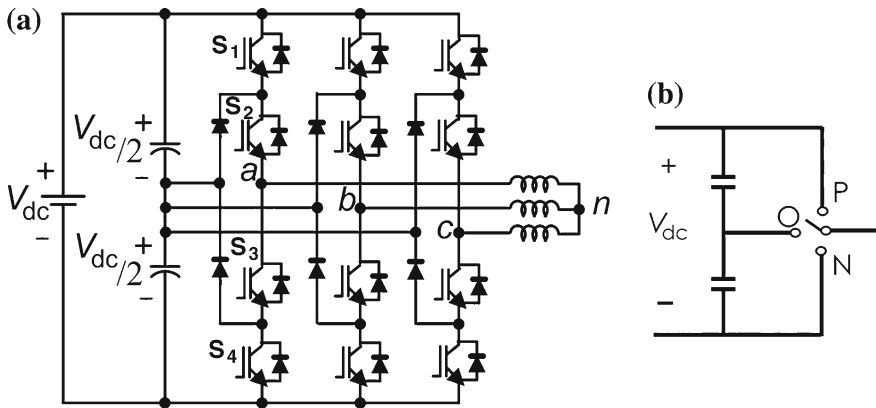 (a)
S1
S2
Vdc/2
+
−
a
Vdc
+
−
b
n
c
S3
Vdc/2
+
−
S4
(b)
+
Vdc
−
P
O
N